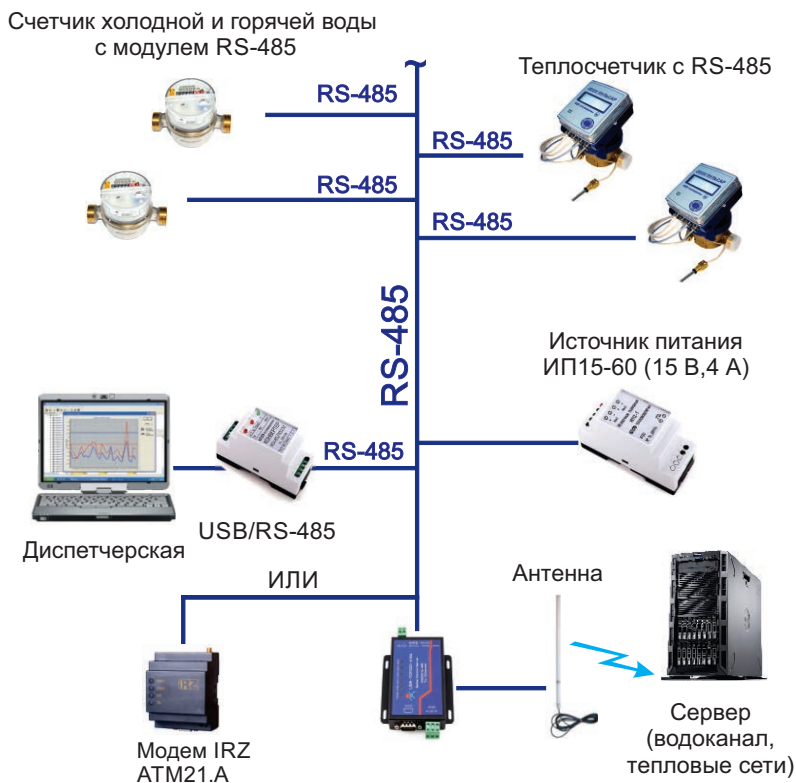 Счетчик холодной и горячей воды
с модулем RS-485
Теплосчетчик с RS-485
RS-485
RS-485
RS-485
RS-485
RS-485
Источник питания
ИП15-60 (15 В,4 А)
RS-485
USB/RS-485
Диспетчерская
ИЛИ
Антенна
IRZ
Модем IRZ
ATM21.A
Сервер
(водоканал,
тепловые сети)